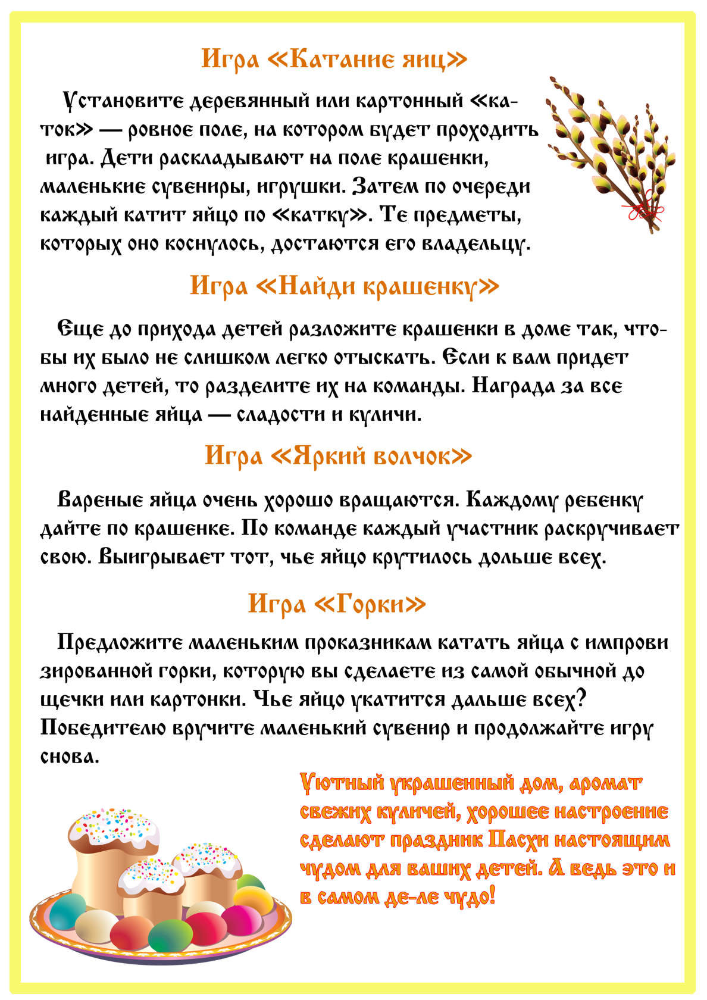 Игра «Катание яиц»
Установите деревянный или картонный «ка-
ток» — ровное поле, на котором будет проходить
игра. Дети раскладывают на поле крашенки,
маленькие сувениры, игрушки. Затем по очереди
каждый катит яйцо по «катку». Те предметы,
которых оно коснулось, достаются его владельцу.
Игра «Найди крашенку»
Еще до прихода детей разложите крашенки в доме так, что-
бы их было не слишком легко отыскать. Если к вам придет
много детей, то разделите их на команды. Награда за все
найденные яйца — сладости и куличи.
Игра «Яркий волчок»
Вареные яйца очень хорошо вращаются. Каждому ребенку
дайте по крашенке. По команде каждый участник раскручивает
свою. Выигрывает тот, чье яйцо крутилось дольше всех.
Игра «Горки»
Предложите маленьким проказникам катать яйца с импрови
зированной горки, которую вы сделаете из самой обычной до
щечки или картонки. Чье яйцо укатится дальше всех?
Победителю вручите маленький сувенир и продолжайте игру
снова.
Уютный украшенный дом, аромат
свежих куличей, хорошее настроение
сделают праздник Пасхи настоящим
чудом для ваших детей. А ведь это и
в самом де-ле чудо!